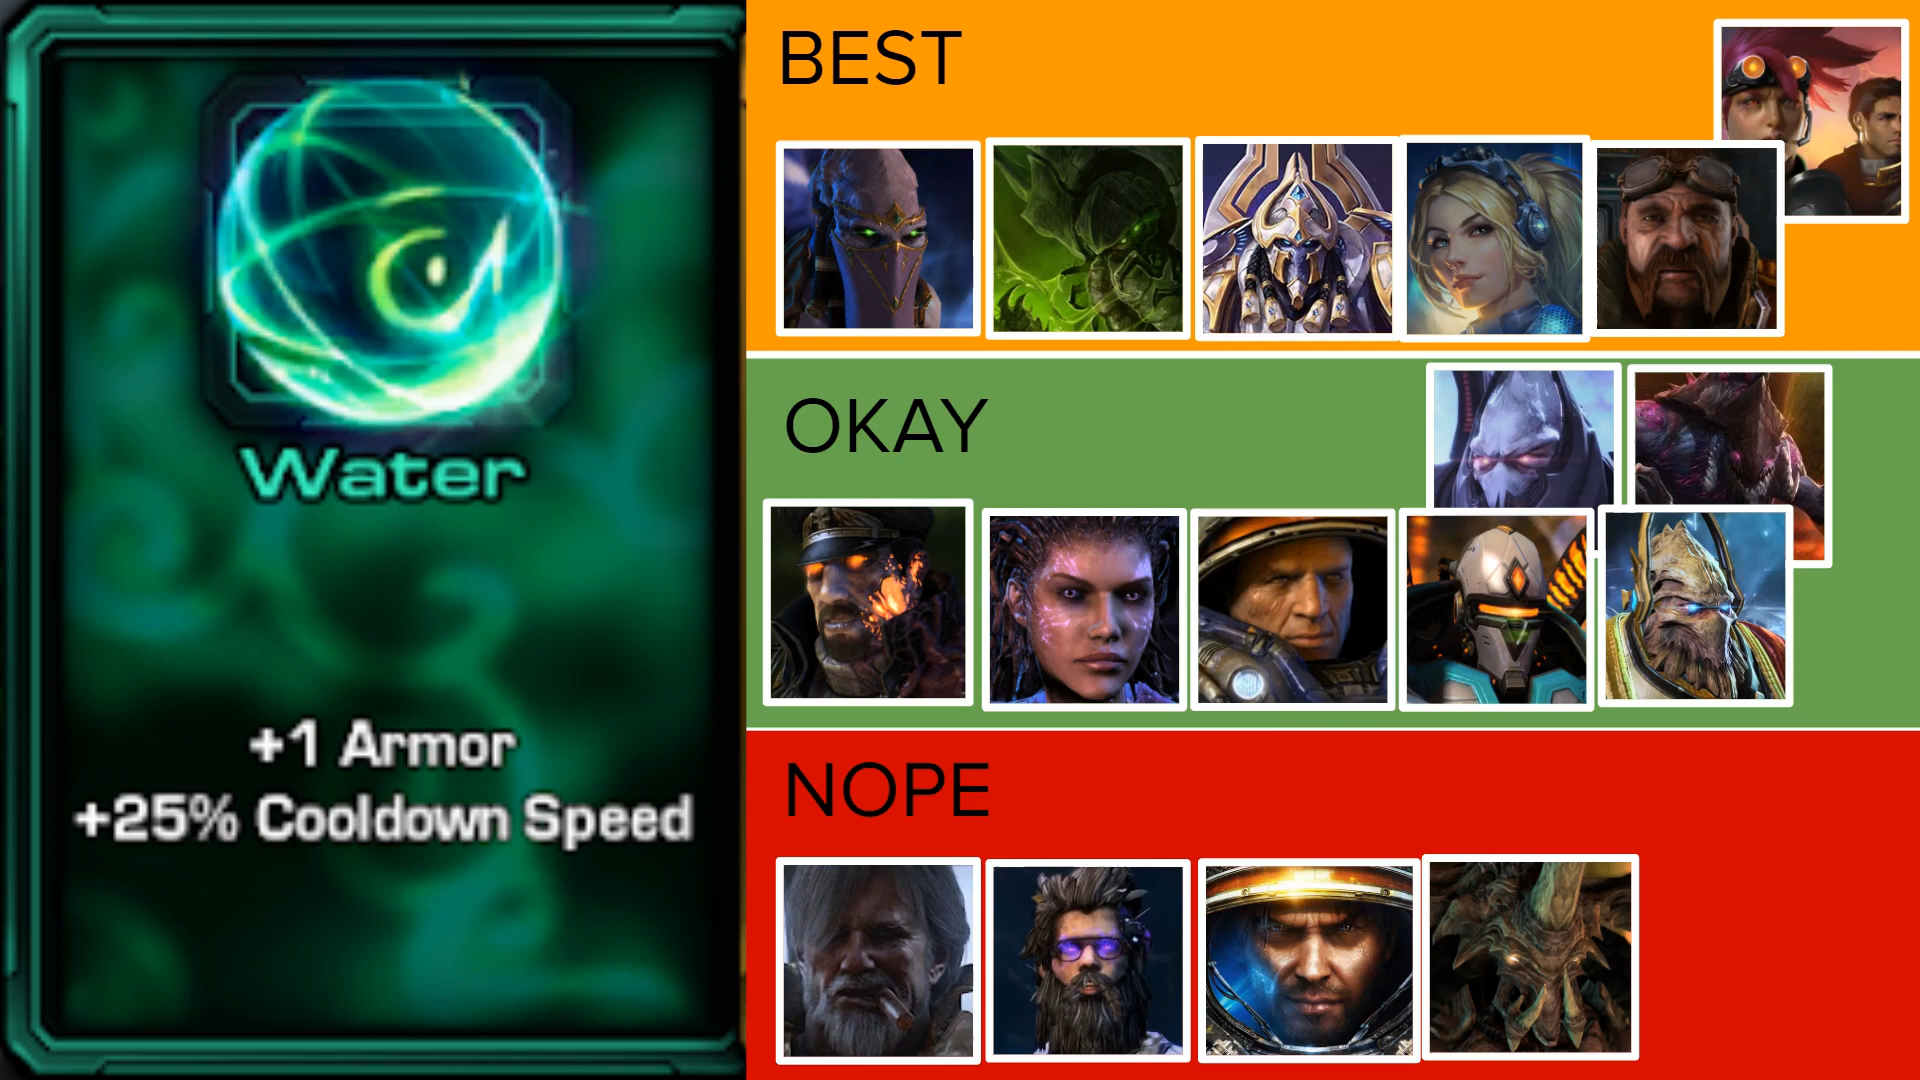 Water
+1 Armor
+25% Cooldown Speed
BEST
OKAY
NOPE